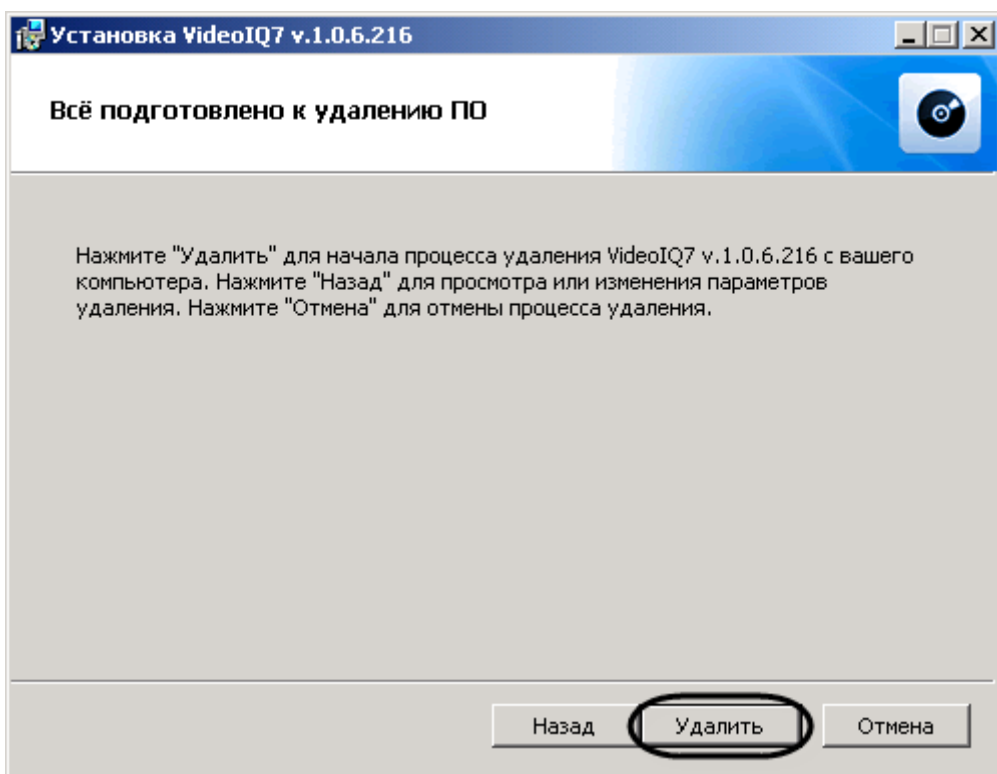 Установка VideoIQ7 v.1.0.6.216
Всё подготовлено к удалению ПО
Нажмите "Удалить" для начала процесса удаления VideoIQ7 v.1.0.6.216 с вашего
компьютера. Нажмите "Назад" для просмотра или изменения параметров
удаления. Нажмите "Отмена" для отмены процесса удаления.
Назад Удалить Отмена